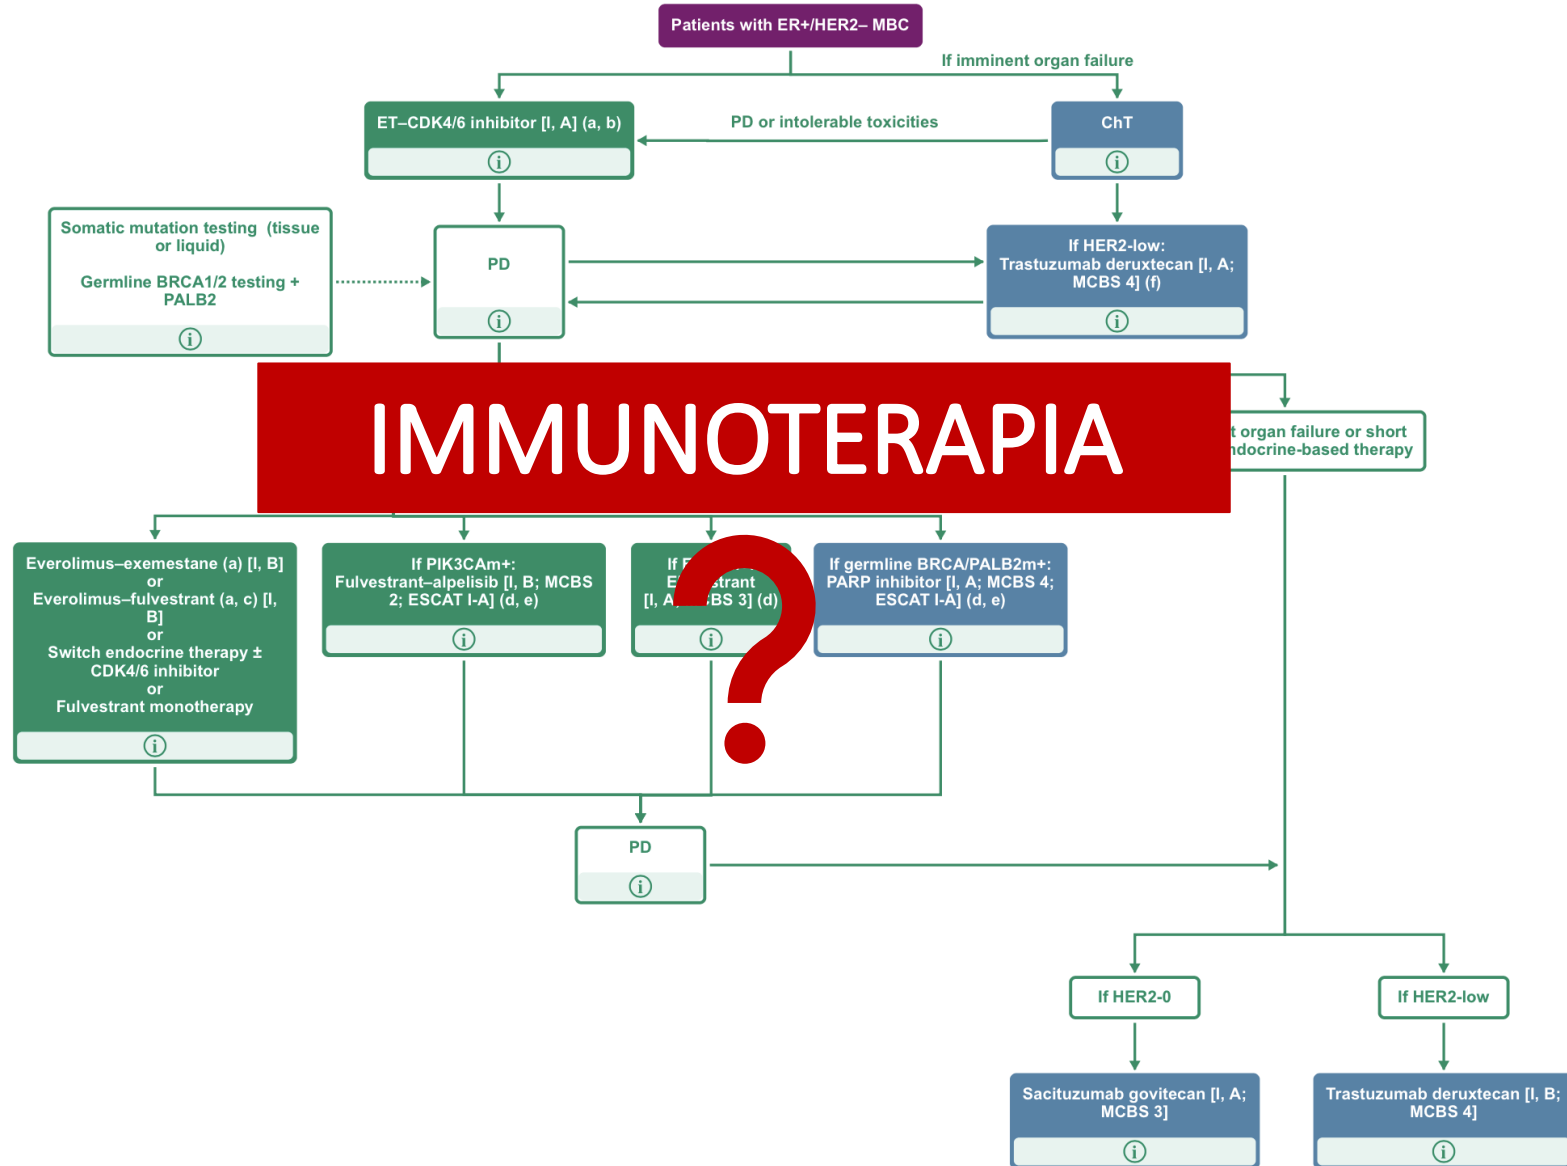 Patients with ER+/HER2– MBC
If imminent organ failure
ET–CDK4/6 inhibitor [I, A] (a, b)
PD or intolerable toxicities
ChT
Somatic mutation testing (tissue
or liquid)
Germline BRCA1/2 testing +
PALB2
PD
If HER2-low:
Trastuzumab deruxtecan [I, A;
MCBS 4] (f)
IMMUNOTERAPIA
organ failure or short
therapy
Everolimus–exemestane (a) [I, B]
or
Everolimus–fulvestrant (a, c) [I,
B]
or
Switch endocrine therapy ±
CDK4/6 inhibitor
or
Fulvestrant monotherapy
If PIK3CAm+:
Fulvestrant–alpelisib [I, B; MCBS
2; ESCAT I-A] (d, e)
If
[I, 3] (d)
?
If germline BRCA/PALB2m+:
PARP inhibitor [I, A; MCBS 4;
ESCAT I-A] (d, e)
PD
If HER2-0
If HER2-low
Sacituzumab govitecan [I, A;
MCBS 3]
Trastuzumab deruxtecan [I, B;
MCBS 4]